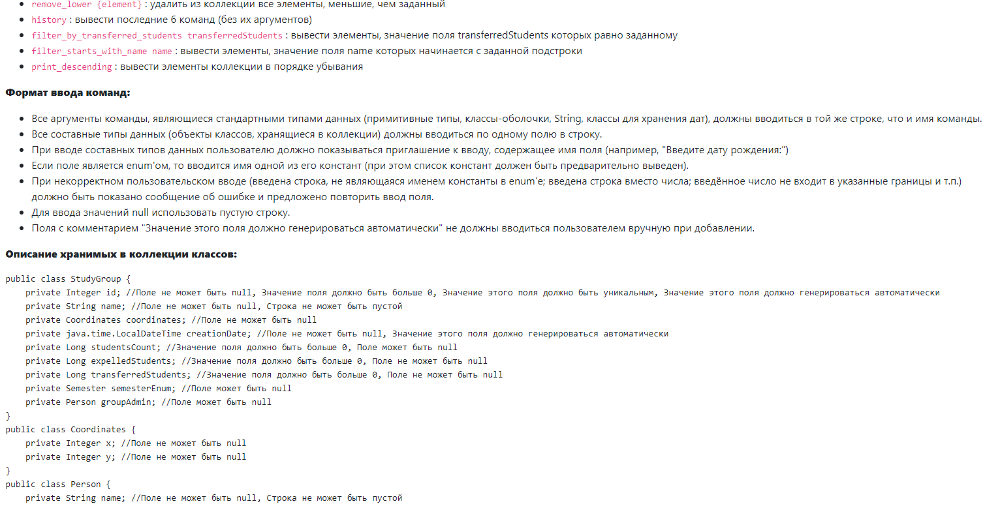 remove_lower {element} : удалить из коллекции все элементы, меньшие, чем заданный
history : вывести последние 6 команд (без их аргументов)
filter_by_transferred_students transferredStudents : вывести элементы, значение поля transferredStudents которых равно заданному
filter_starts_with_name name : вывести элементы, значение поля name которых начинается с заданной подстроки
print_descending : вывести элементы коллекции в порядке убывания
Формат ввода команд:
Все аргументы команды, являющиеся стандартными типами данных (примитивные типы, классы-оболочки, String, классы для хранения дат), должны вводиться в той же строке, что и имя команды.
Все составные типы данных (объекты классов, хранящиеся в коллекции) должны вводиться по одному полю в строку.
При вводе составных типов данных пользователю должно показываться приглашение к вводу, содержащее имя поля (например, "Введите дату рождения:")
Если поле является enum'ом, то вводится имя одной из его констант (при этом список констант должен быть предварительно выведен).
При некорректном пользовательском вводе (введена строка, не являющаяся именем константы в enum'е; введена строка вместо числа; введённое число не входит в указанные границы и т.п.)
должно быть показано сообщение об ошибке и предложено повторить ввод поля.
Для ввода значений null использовать пустую строку.
Поля с комментарием "Значение этого поля должно генерироваться автоматически" не должны вводиться пользователем вручную при добавлении.
Описание хранимых в коллекции классов:
public class StudyGroup {
    private Integer id; //Поле не может быть null, Значение поля должно быть больше 0, Значение этого поля должно быть уникальным, Значение этого поля должно генерироваться автоматически
    private String name; //Поле не может быть null, Строка не может быть пустой
    private Coordinates coordinates; //Поле не может быть null
    private java.time.LocalDateTime creationDate; //Поле не может быть null, Значение этого поля должно генерироваться автоматически
    private Long studentsCount; //Значение поля должно быть больше 0, Поле может быть null
    private Long expelledStudents; //Значение поля должно быть больше 0, Поле не может быть null
    private Long transferredStudents; //Значение поля должно быть больше 0, Поле не может быть null
    private Semester semesterEnum; //Поле может быть null
    private Person groupAdmin; //Поле может быть null
}
public class Coordinates {
    private Integer x; //Поле не может быть null
    private Integer y; //Поле не может быть null
}
public class Person {
    private String name; //Поле не может быть null, Строка не может быть пустой